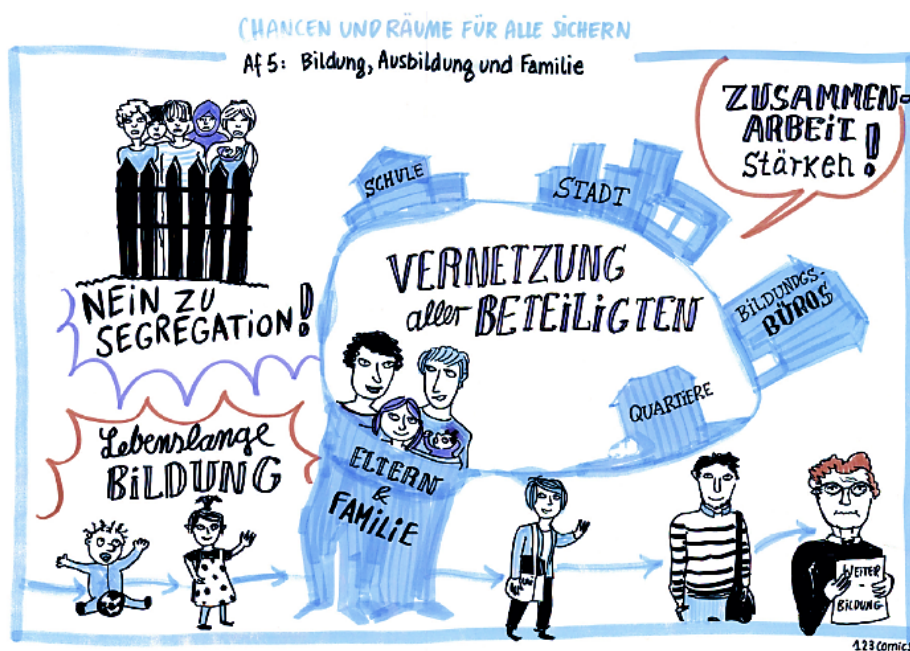 CHANCEN UND RÄUME FÜR ALLE SICHERN
Af 5: Bildung, Ausbildung und Familie
ZUSAMMEN-
ARBEIT
stärken!
SCHULE
STADT
VERNETZUNG
aller BETEILIGTEN
BILDUNGS-
BÜROS
NEIN ZU
SEGREGATION!
QUARTIERE
Lebenslange
BILDUNG
ELTERN
&
FAMILIE
WEITER
-
BILDUNG
123comics